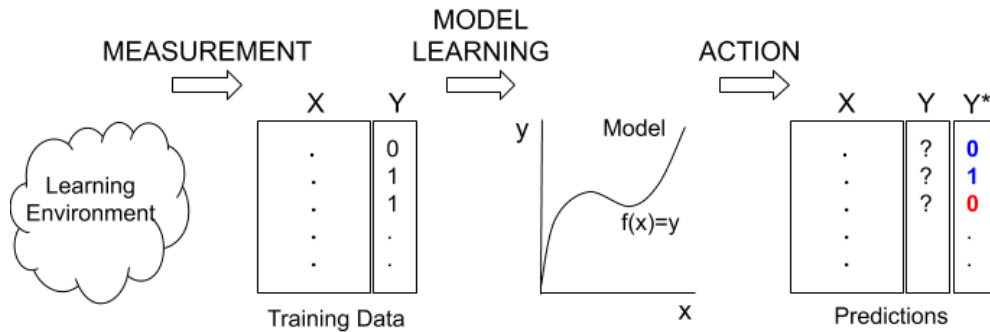 MEASUREMENT
MODEL
LEARNING
ACTION
Learning
Environment
X Y
. 0
. 1
. 1
. .
. .
Training Data
y
Model
f(x)=y
x
X Y Y*
. ? 0
. ? 1
. ? 0
. .
. .
Predictions